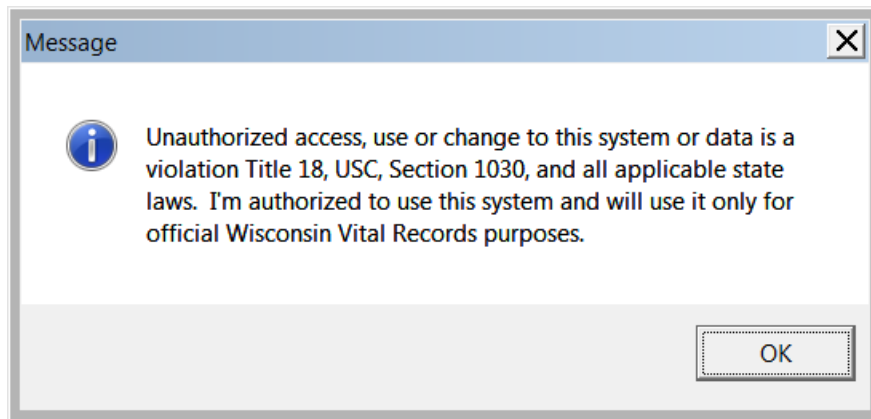 Message
Unauthorized access, use or change to this system or data is a
violation Title 18, USC, Section 1030, and all applicable state
laws.  I'm authorized to use this system and will use it only for
official Wisconsin Vital Records purposes.
OK